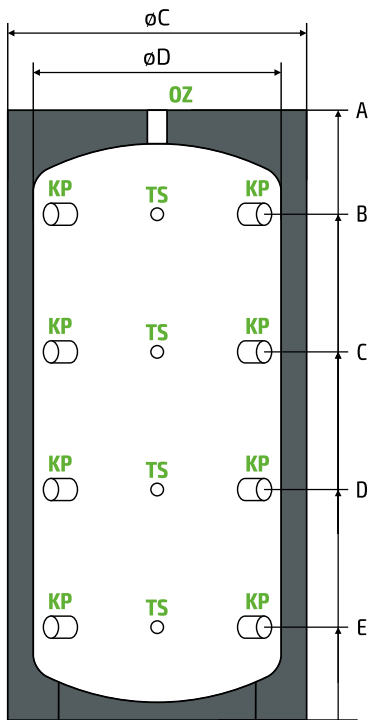 øC
øD
OZ
A
KP TS KP B
KP TS KP C
KP TS KP D
KP TS KP E